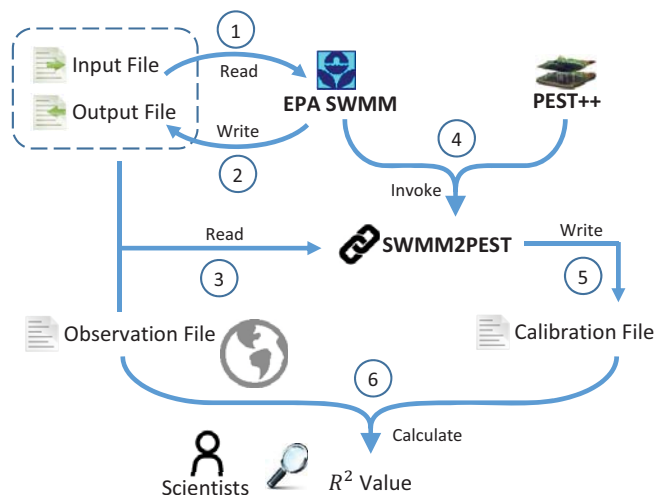 1
Input File
Read
EPA SWMM
PEST++
Output File
Write
2
4
Invoke
Read
SWMM2PEST
Write
3
5
Observation File
Calibration File
6
Calculate
Scientists
R² Value